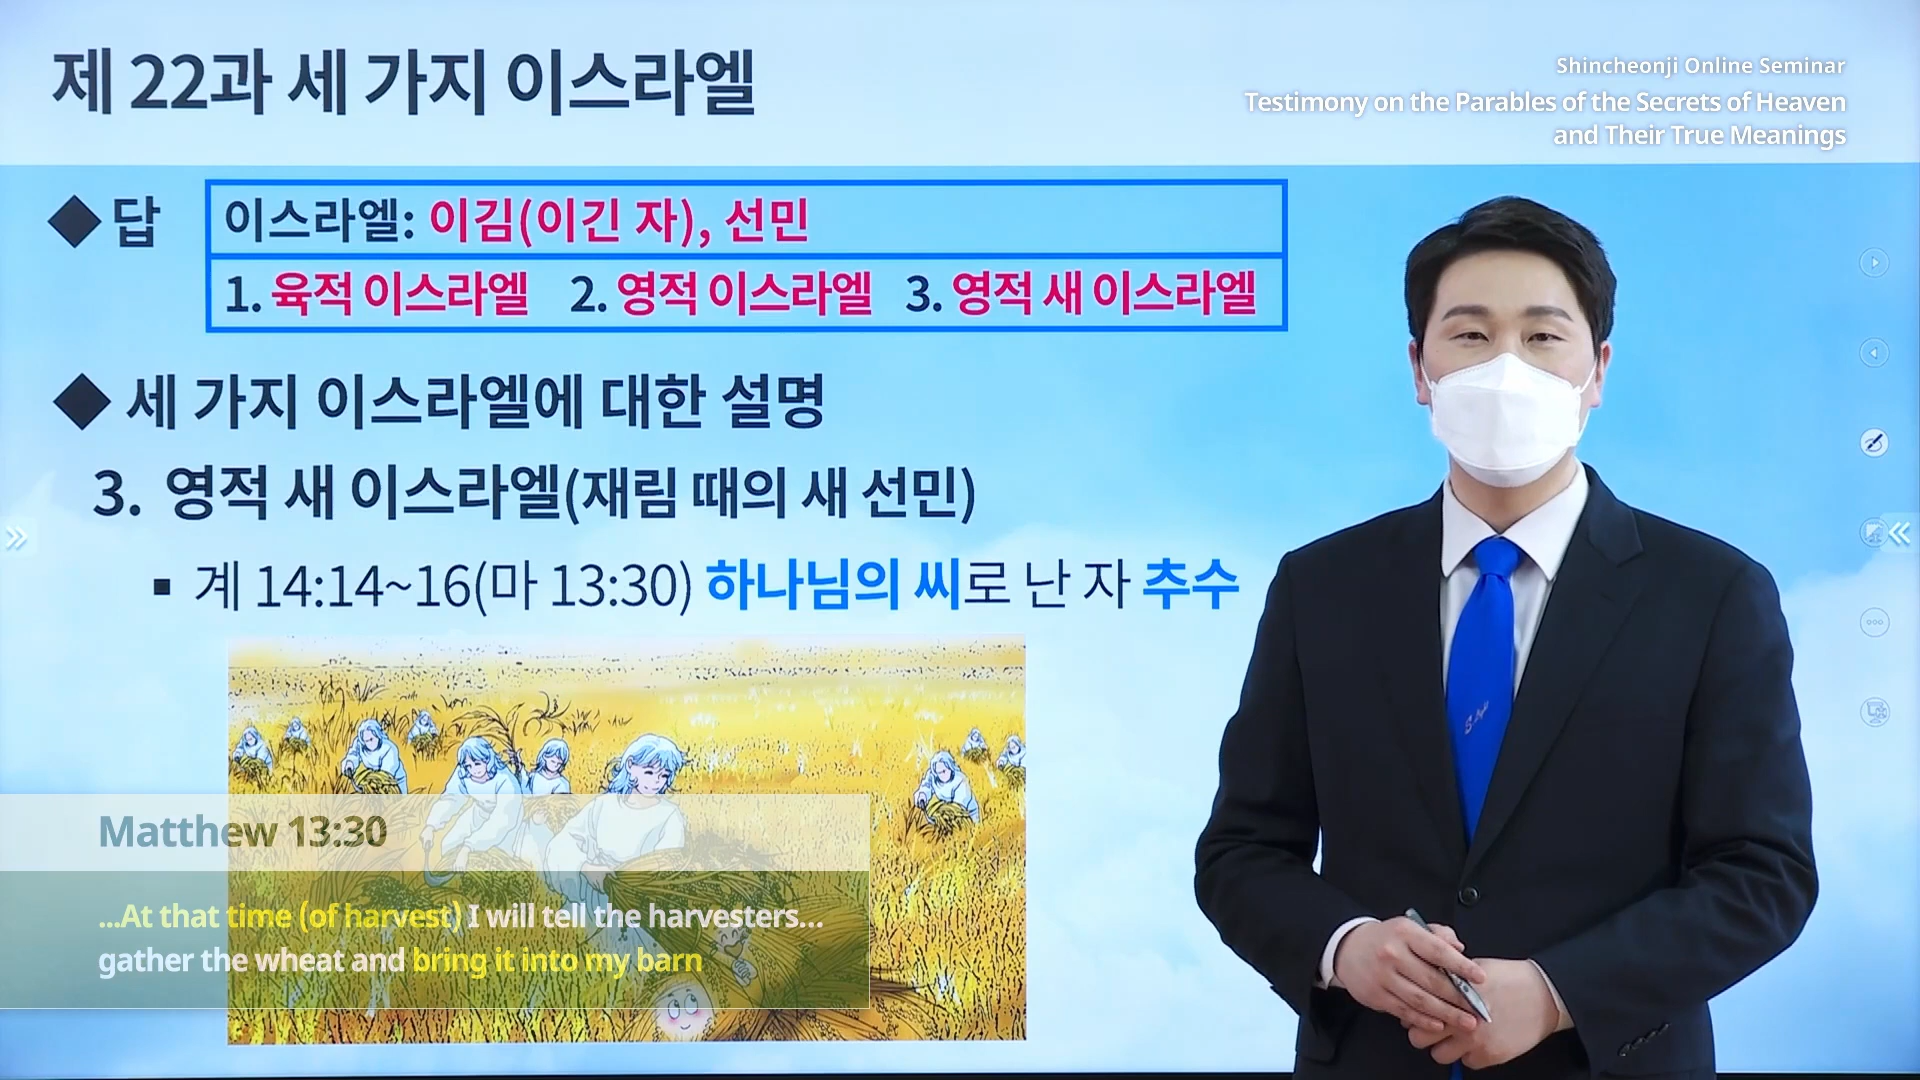 제 22과 세 가지 이스라엘
Shincheonji Online Seminar
Testimony on the Parables of the Secrets of Heaven
and Their True Meanings
◆ 답
이스라엘: 이김(이긴 자), 선민
1. 육적 이스라엘 2. 영적 이스라엘 3. 영적 새 이스라엘
◆ 세 가지 이스라엘에 대한 설명
3. 영적 새 이스라엘(재림 때의 새 선민)
▪ 계 14:14~16(마 13:30) 하나님의 씨로 난 자 추수
Matthew 13:30
...At that time (of harvest) I will tell the harvesters...
gather the wheat and bring it into my barn